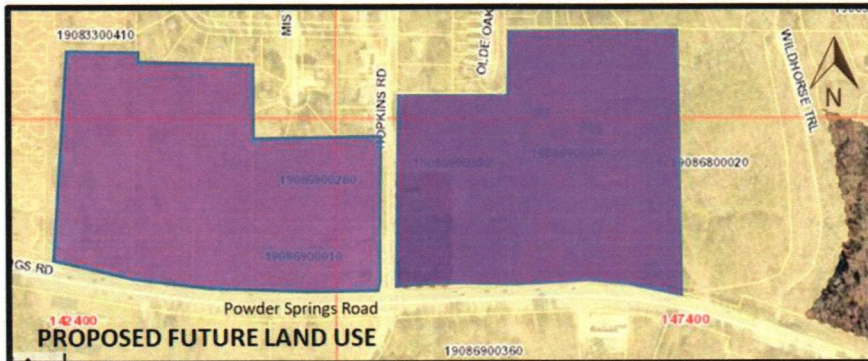 19083300410
MIS
HOPKINS RD
OLDE OAK
WILDHORSE TRL
N
19086800020
19086900280
19086900010
GS RD
Powder Springs Road
142400
147400
PROPOSED FUTURE LAND USE
19086900360